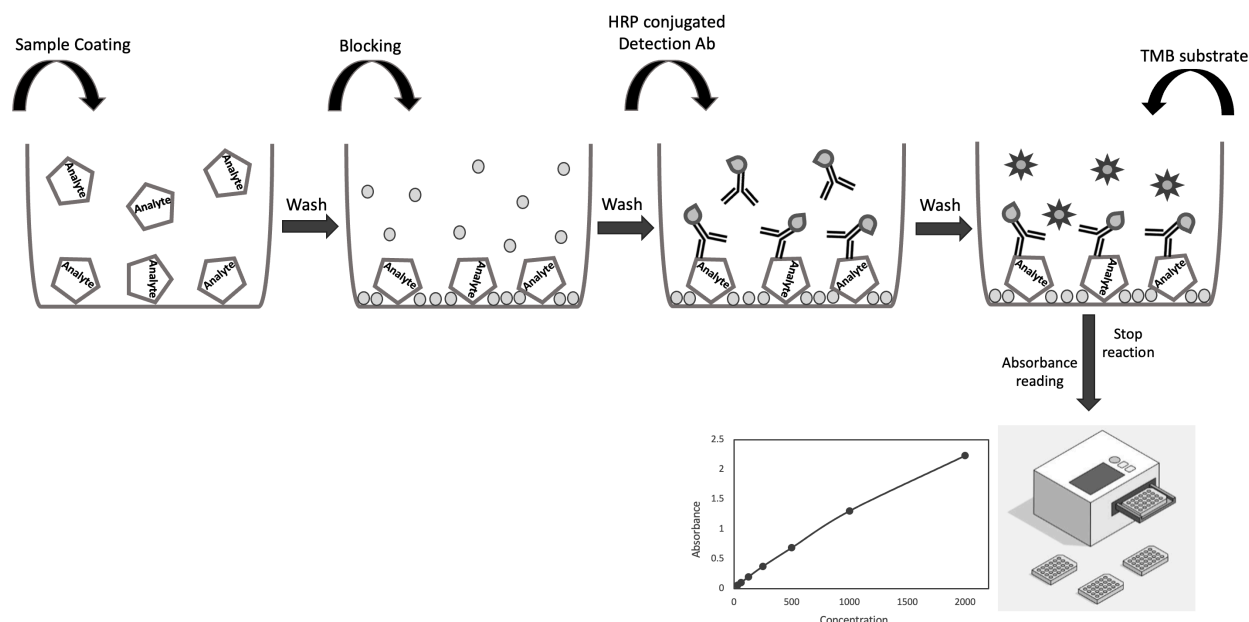 Sample Coating
Blocking
HRP conjugated
Detection Ab
TMB substrate
Analyte
Analyte
Analyte
Analyte
Analyte
Analyte
Wash
Analyte
Analyte
Analyte
Wash
Analyte
Analyte
Analyte
Wash
Analyte
Analyte
Analyte
Absorbance
reading
Stop
reaction
Absorbance
2.5
2
1.5
1
0.5
0
0
500
1000
1500
2000
Concentration